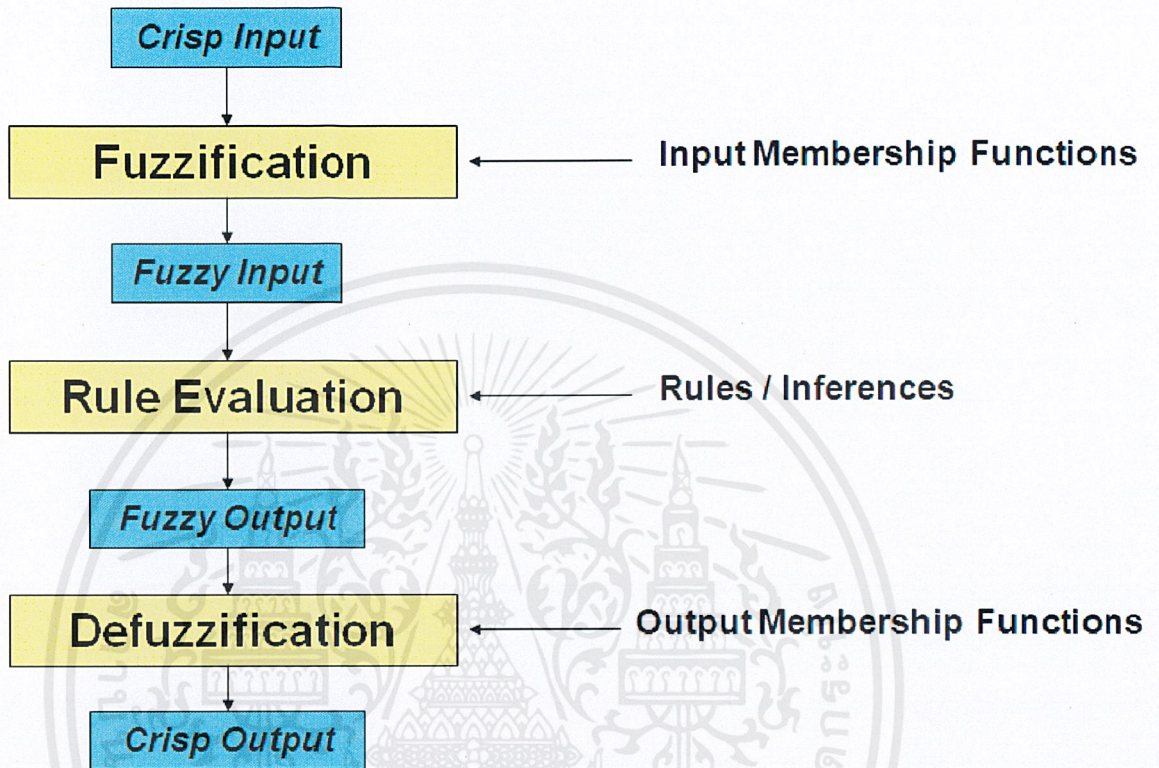 Crisp Input
Fuzzification
Input Membership Functions
Fuzzy Input
Rule Evaluation
Rules / Inferences
Fuzzy Output
Defuzzification
Output Membership Functions
Crisp Output